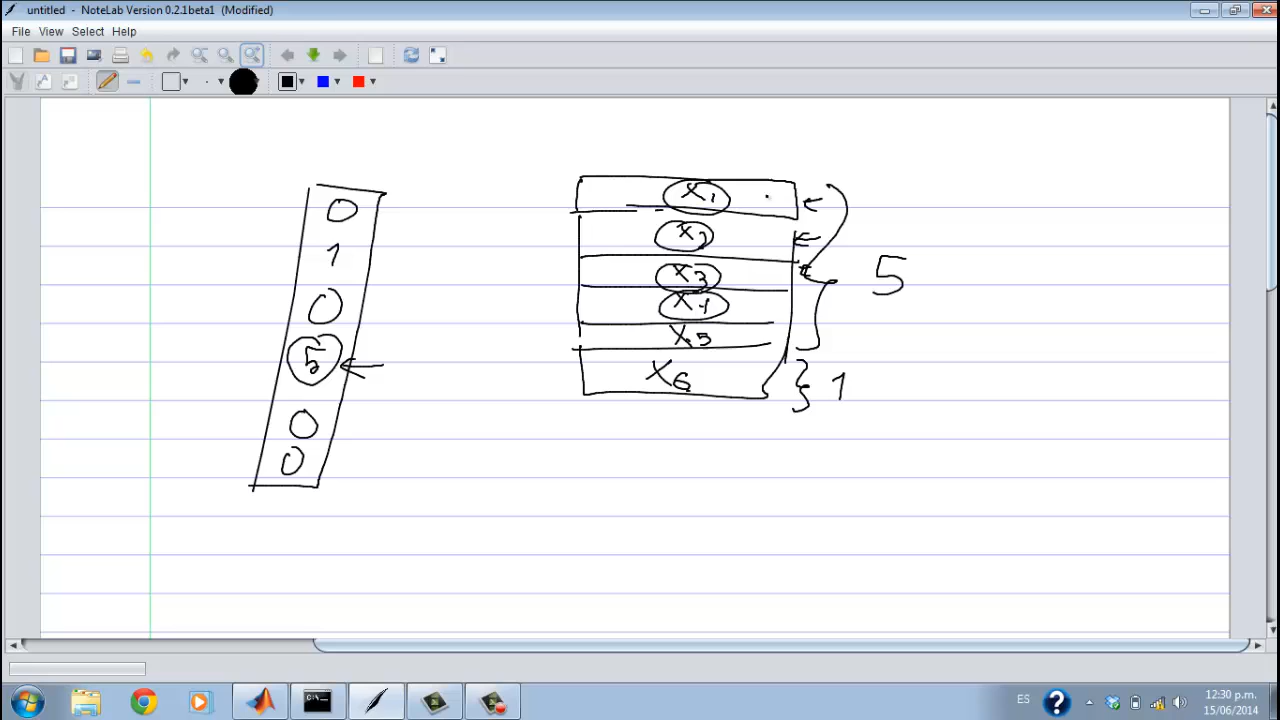 untitled - NoteLab Version 0.2.1beta1 (Modified)
File View Select Help
0
1
0
5
0
0
X1
X2
X3
X4
X5
X6
5
1
ES
12:30 p.m.
15/06/2014